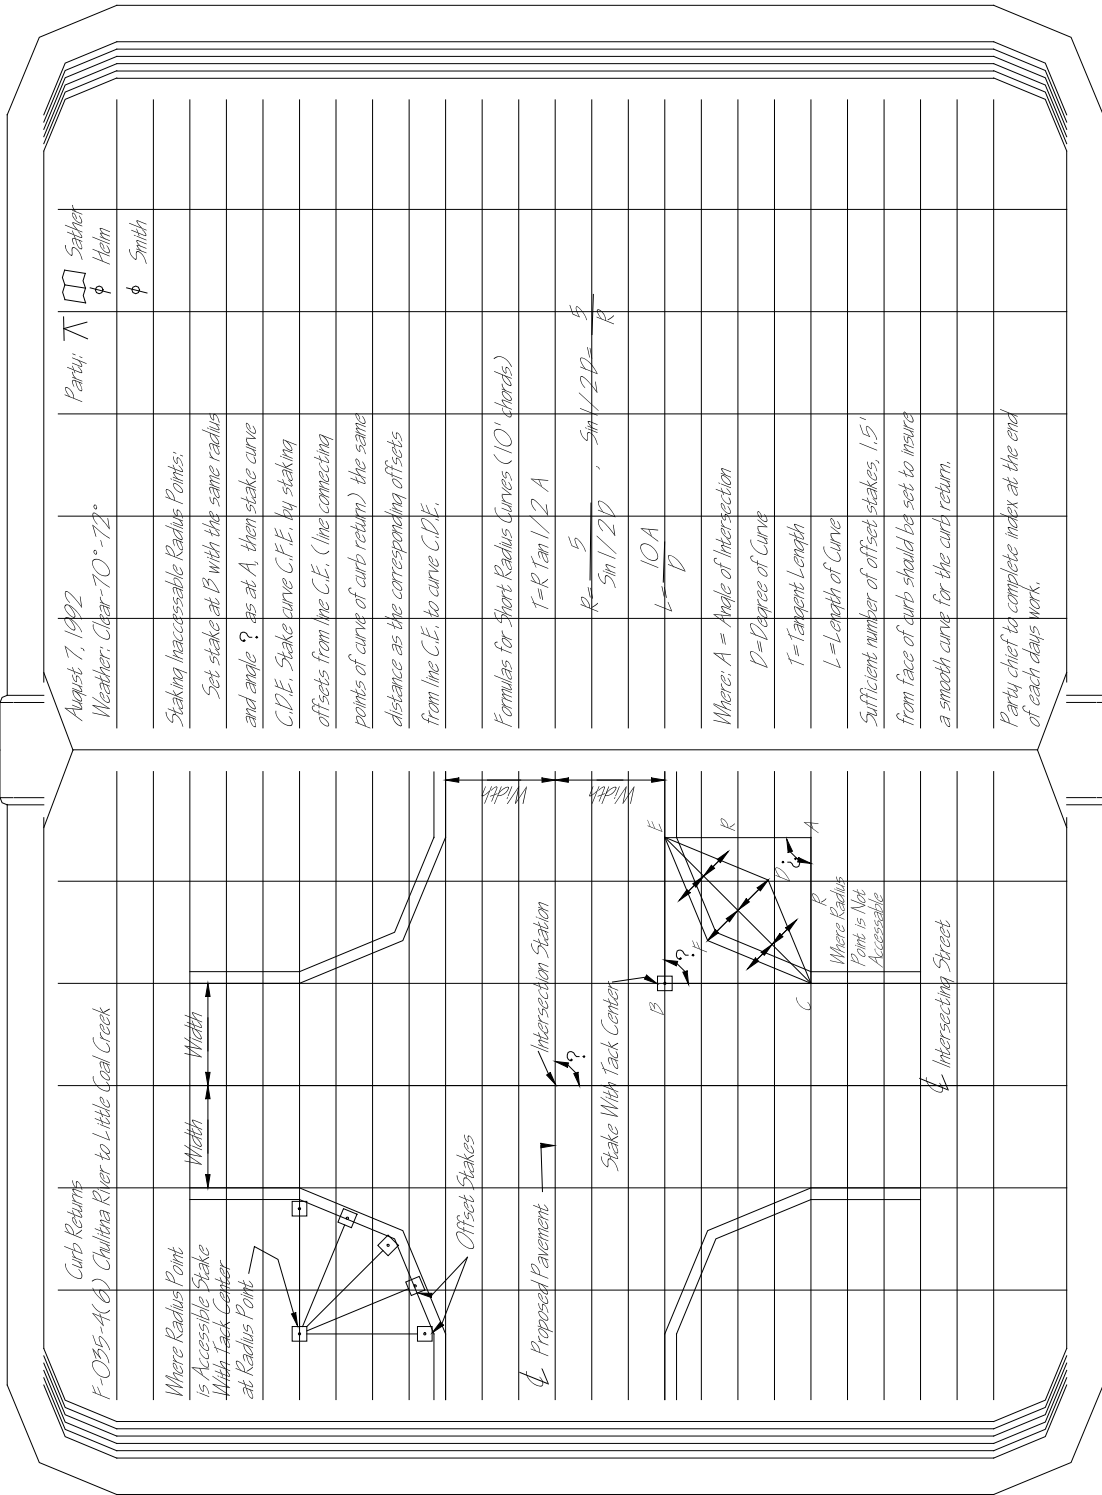 Curb Returns
F-035-4(6) Chulitna River to Little Coal Creek
Where Radius Point
is Accessible Stake
With Tack Center
at Radius Point
Width
Width
Offset Stakes
℄ Proposed Pavement
Intersection Station
?
Stake With Tack Center
B
?
E
F
D
?
R
A
R
C
Where Radius
Point is Not
Accessable
Width
Width
℄ Intersecting Street
August 7, 1992
Weather: Clear-70°-72°
Party:
Sather
ϕ Helm
ϕ Smith
Staking Inaccessable Radius Points:
Set stake at B with the same radius
and angle ? as at A, then stake curve
C.D.E. Stake curve C.F.E. by staking
offsets from line C.E. (line connecting
points of curve of curb return) the same
distance as the corresponding offsets
from line C.E. to curve C.D.E.
Formulas for Short Radius Curves (10' chords)
T=R Tan 1/2 A
R= 5 / Sin 1/2 D , Sin 1/2 D= 5 / R
L= 10A / D
Where: A = Angle of Intersection
D=Degree of Curve
T=Tangent Length
L=Length of Curve
Sufficient number of offset stakes, 1.5'
from face of curb should be set to insure
a smooth curve for the curb return.
Party chief to complete index at the end
of each days work.